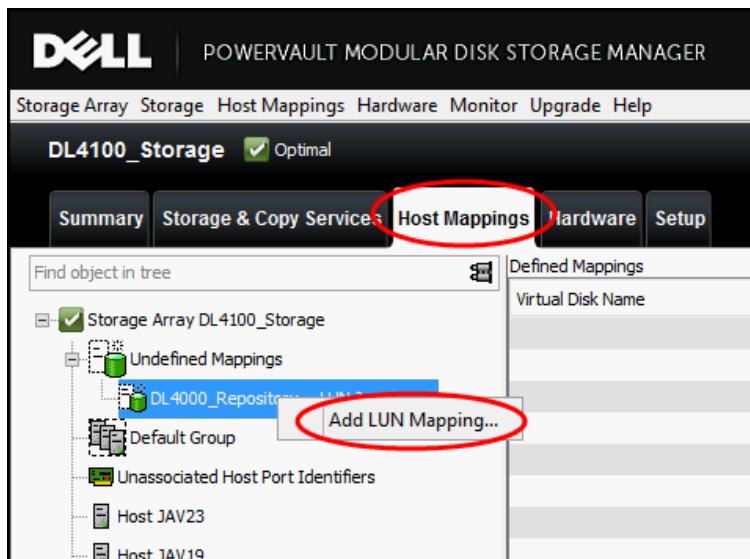 DELL POWERVAULT MODULAR DISK STORAGE MANAGER
Storage Array Storage Host Mappings Hardware Monitor Upgrade Help
DL4100_Storage Optimal
Summary Storage & Copy Services Host Mappings Hardware Setup
Find object in tree
Defined Mappings
Virtual Disk Name
Storage Array DL4100_Storage
Undefined Mappings
DL4000_Repository
Add LUN Mapping...
Default Group
Unassociated Host Port Identifiers
Host JAV23
Host JAV19